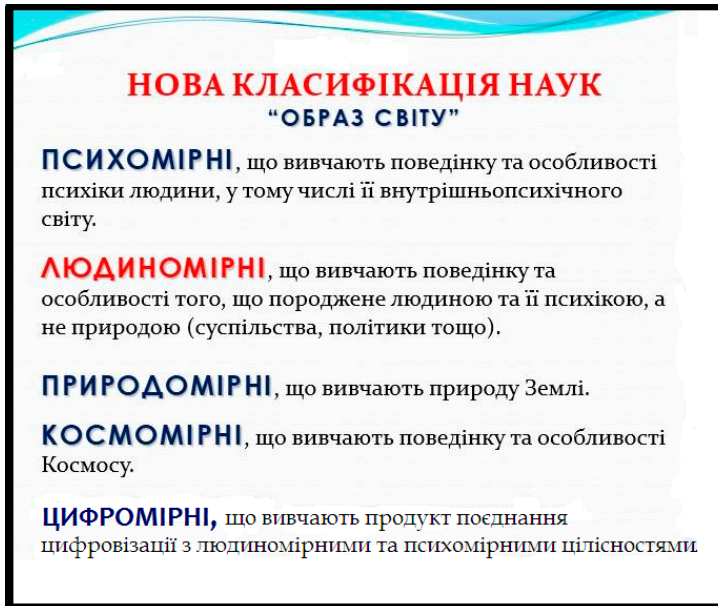 НОВА КЛАСИФІКАЦІЯ НАУК
“ОБРАЗ СВІТУ”
ПСИХОМІРНІ, що вивчають поведінку та особливості
психіки людини, у тому числі її внутрішньопсихічного
світу.
ЛЮДИНОМІРНІ, що вивчають поведінку та
особливості того, що породжене людиною та її психікою, а
не природою (суспільства, політики тощо).
ПРИРОДОМІРНІ, що вивчають природу Землі.
КОСМОМІРНІ, що вивчають поведінку та особливості
Космосу.
ЦИФРОМІРНІ, що вивчають продукт поєднання
цифровізації з людиномірними та психомірними цілісностями